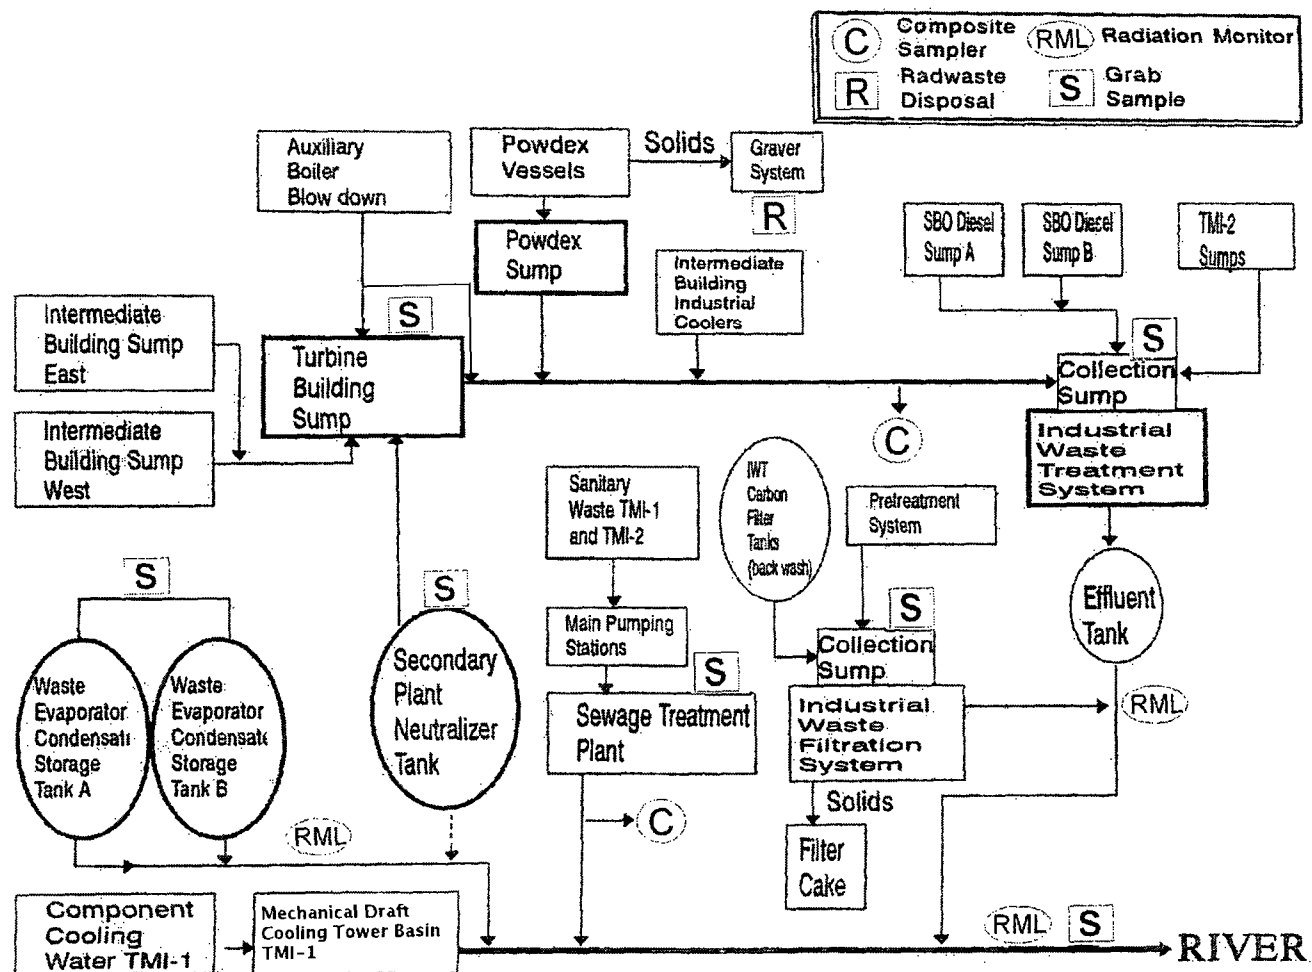 C
Composite
Sampler
RML
Radiation Monitor
R
Radwaste
Disposal
S
Grab
Sample
Auxiliary
Boiler
Blow down
Powdex
Vessels
Solids
Graver
System
R
Powdex
Sump
Intermediate
Building
Industrial
Coolers
SBO Diesel
Sump A
SBO Diesel
Sump B
TMI-2
Sumps
Intermediate
Building Sump
East
S
Turbine
Building
Sump
S
Collection
Sump
Intermediate
Building Sump
West
C
Industrial
Waste
Treatment
System
Sanitary
Waste TMI-1
and TMI-2
IWT
Carbon
Filter
Tanks
(back wash)
Pretreatment
System
S
S
Main Pumping
Stations
S
Collection
Sump
Effluent
Tank
Waste
Evaporator
Condensate
Storage
Tank A
Waste
Evaporator
Condensate
Storage
Tank B
Secondary
Plant
Neutralizer
Tank
S
Sewage Treatment
Plant
Industrial
Waste
Filtration
System
RML
RML
C
Solids
Filter
Cake
Component
Cooling
Water TMI-1
Mechanical Draft
Cooling Tower Basin
TMI-1
RML
S
RIVER